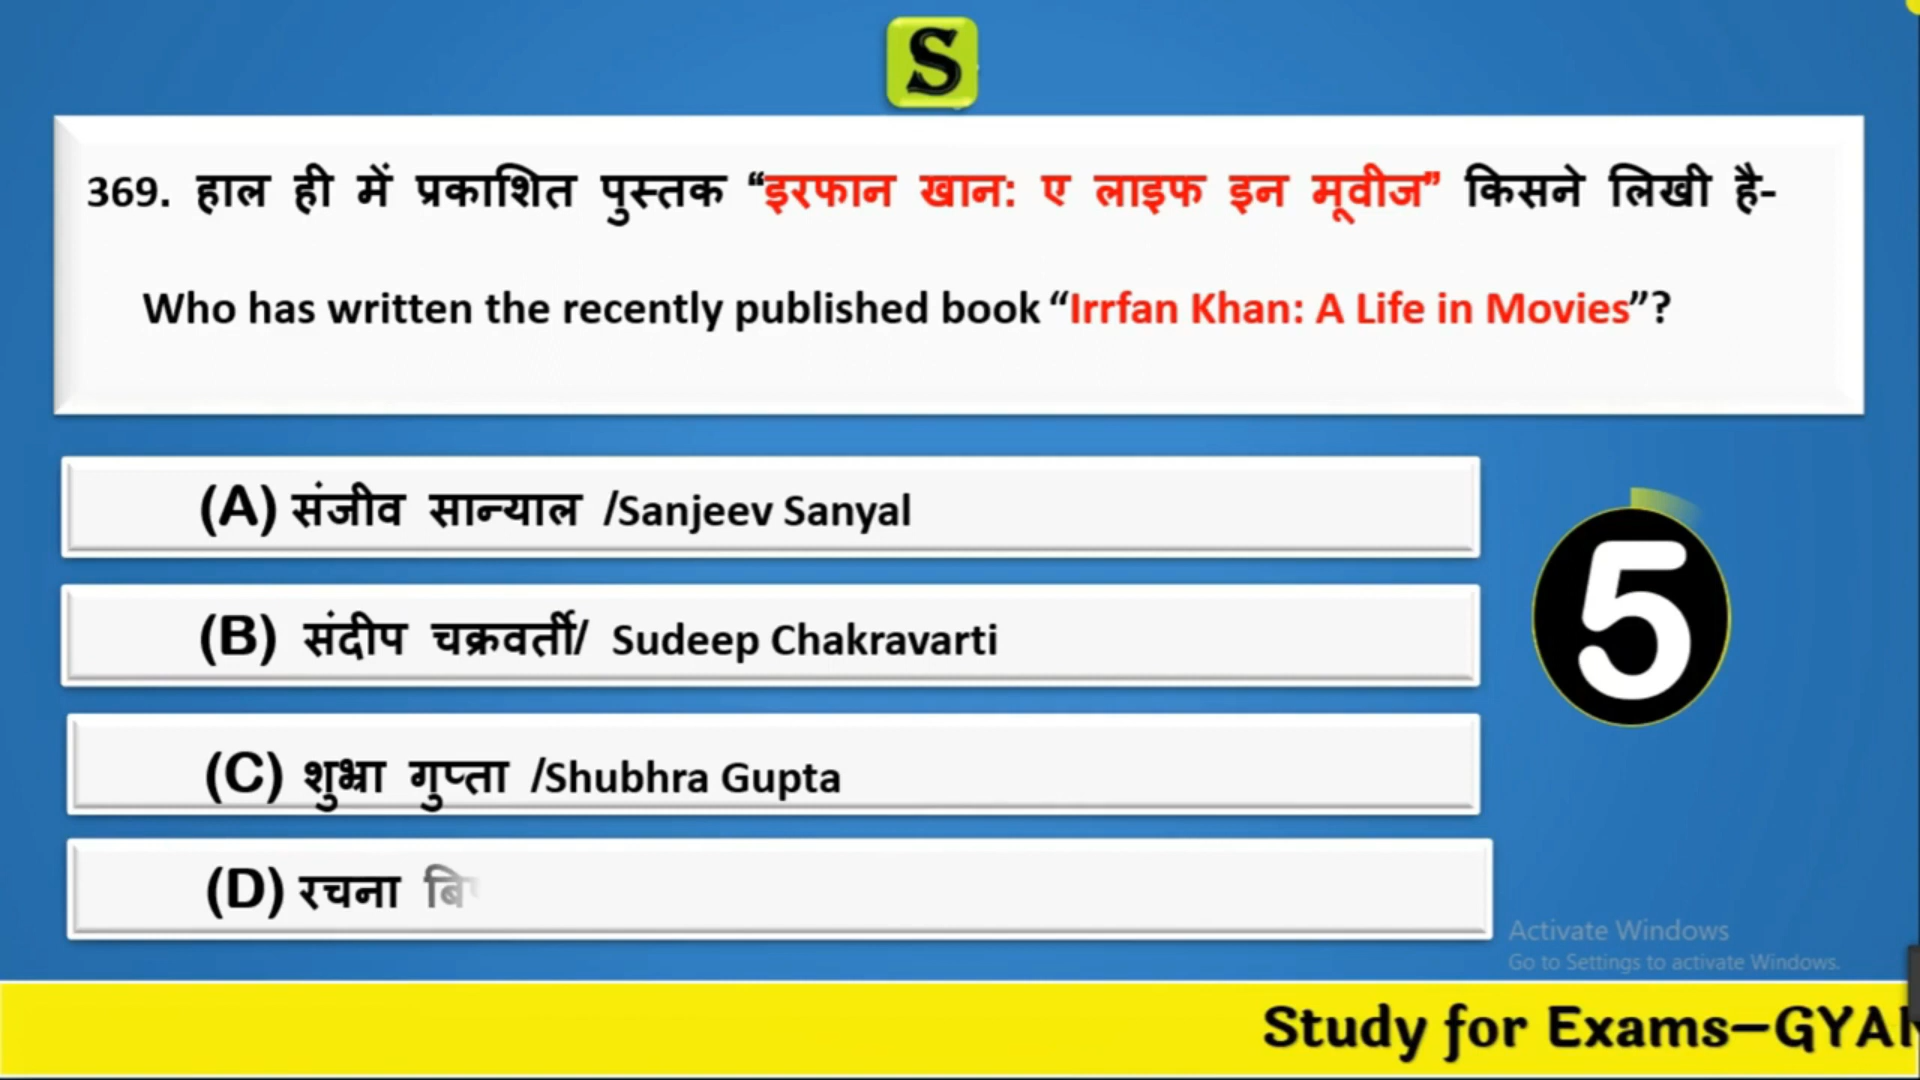 S
369. हाल ही में प्रकाशित पुस्तक “इरफान खान: ए लाइफ इन मूवीज” किसने लिखी है-
Who has written the recently published book “Irrfan Khan: A Life in Movies”?
(A) संजीव सान्याल /Sanjeev Sanyal
(B) संदीप चक्रवर्ती/ Sudeep Chakravarti
5
(C) शुभ्रा गुप्ता /Shubhra Gupta
(D) रचना
Activate Windows
Go to Settings to activate Windows.
Study for Exams—GYAN